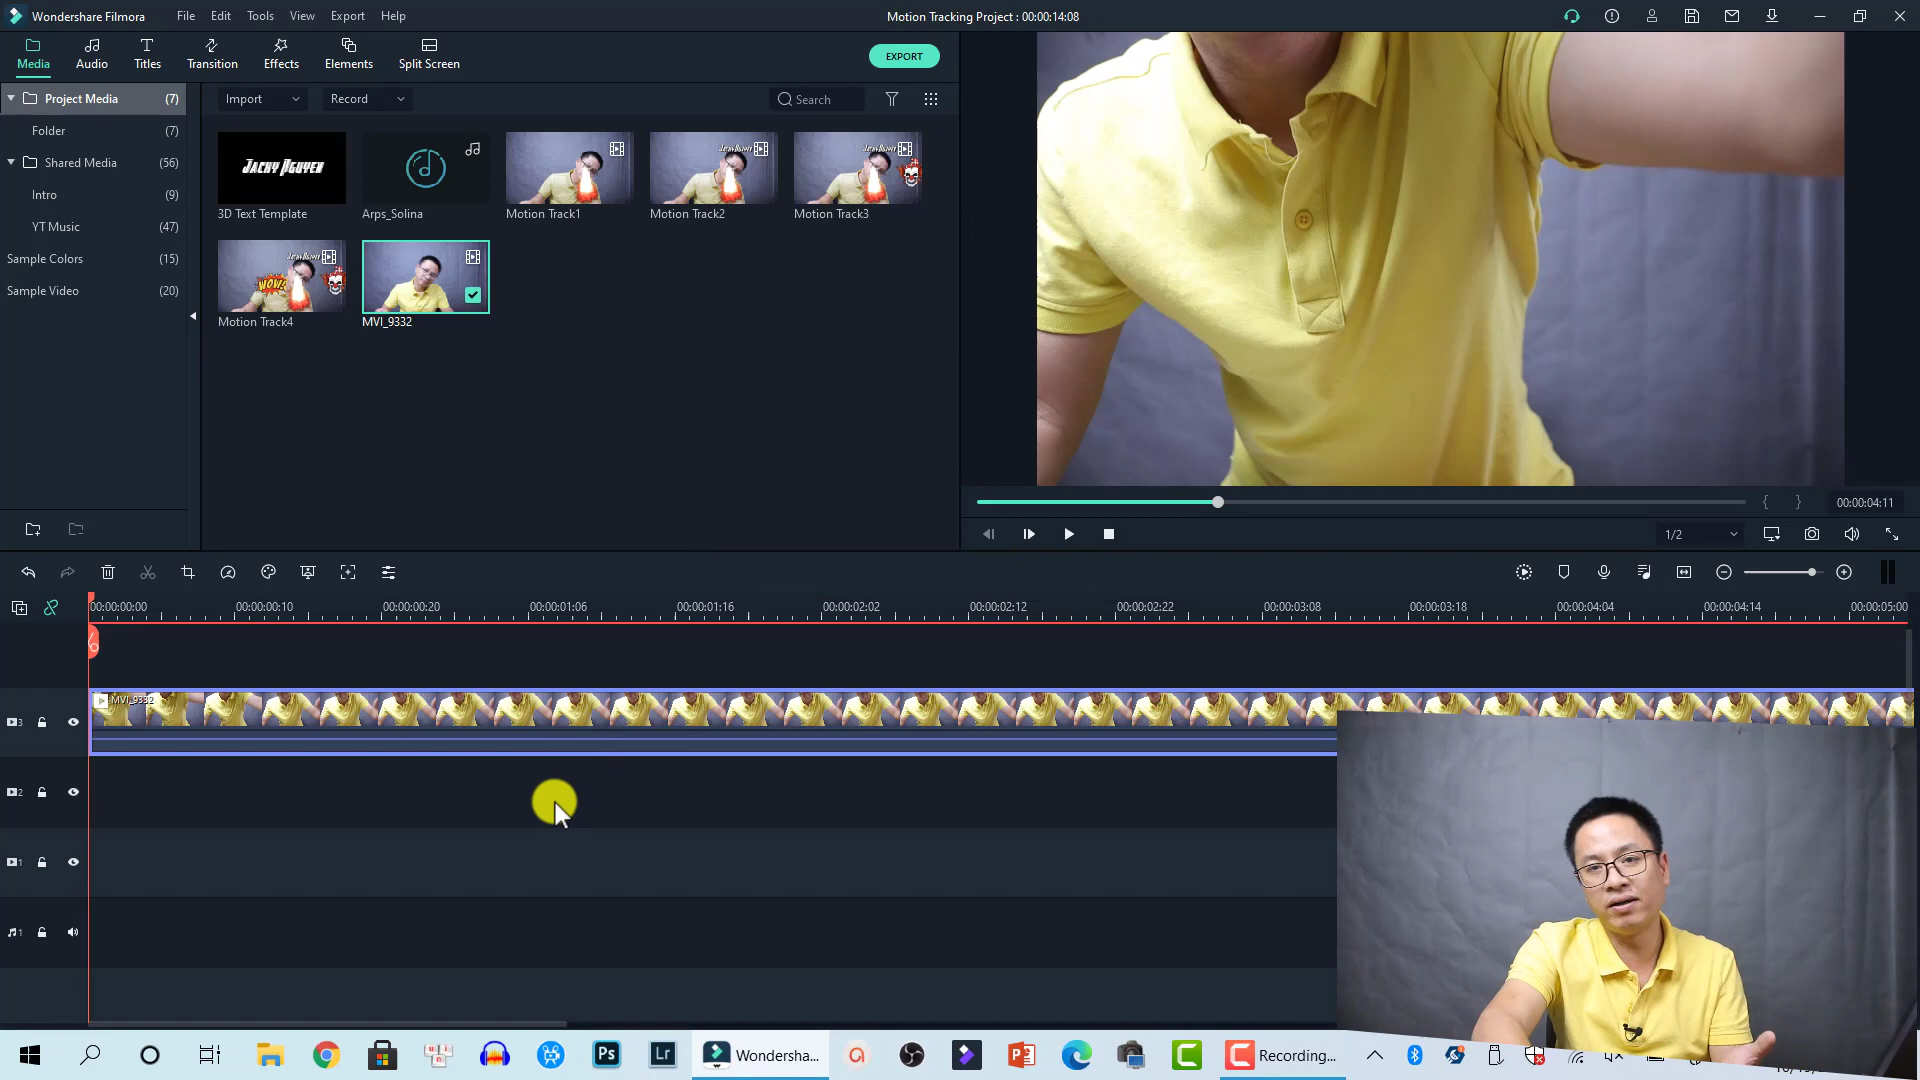 Wondershare Filmora File Edit Tools View Export Help Motion Tracking Project : 00:00:14:08
Media Audio Titles Transition Effects Elements Split Screen EXPORT
Project Media (7) Import Record Search
Folder (7)
Shared Media (56)
Intro (9)
YT Music (47)
Sample Colors (15)
Sample Video (20)
JACKY NGUYEN
3D Text Template Arps_Solina Motion Track1 Motion Track2 Motion Track3
WOW!
Motion Track4 MVI_9332
00:00:04:11
1/2
00:00:00:00 00:00:00:10 00:00:00:20 00:00:01:06 00:00:01:16 00:00:02:02 00:00:02:12 00:00:02:22 00:00:03:08 00:00:03:18 00:00:04:04 00:00:04:14 00:00:05:00
MVI_9332
3
2
1
1
Ps Lr Wondersha... Recording...